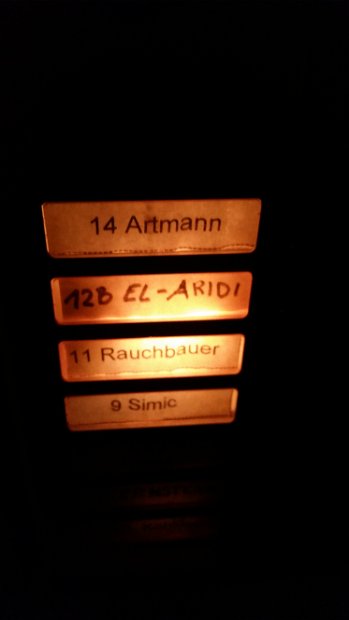 14 Artmann
12B EL-ARIDI
11 Rauchbauer
9 Simic